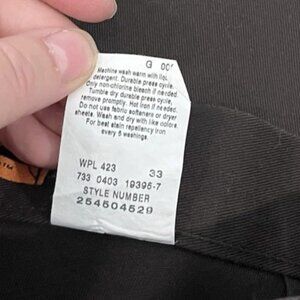 G 00
Machine wash warm with liq.
detergent. Durable press cycle.
Only non-chlorine bleach if needed.
Tumble dry durable press cycle,
remove promptly. Hot iron if needed.
Do not use fabric softeners or dryer
sheets. Wash and dry with like colors.
For best stain repellency iron
every 5 washings.
WPL 423 33
733 0403 19395-7
STYLE NUMBER
254504529